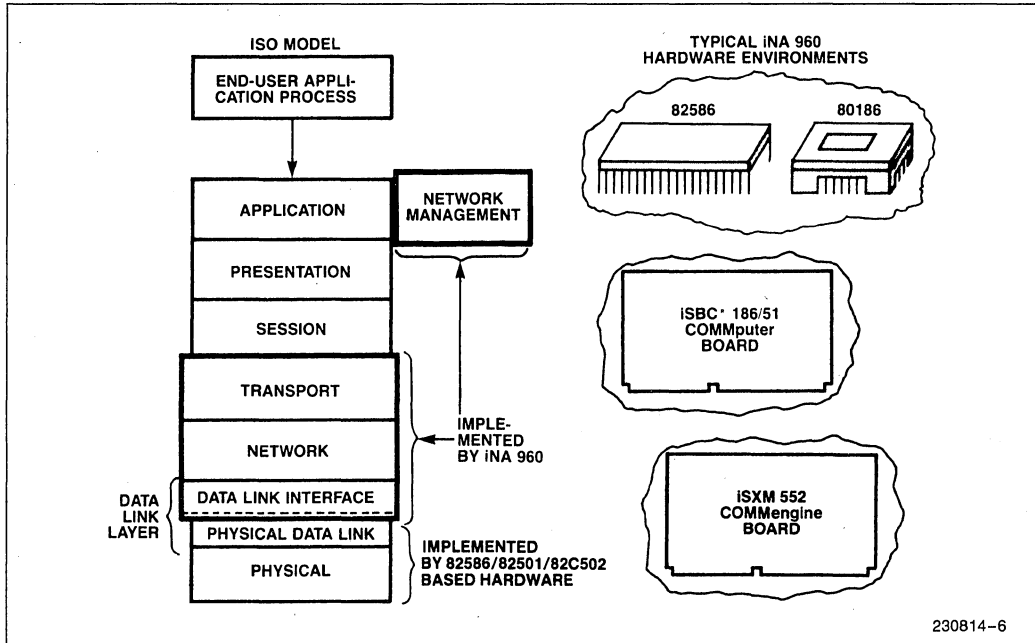 ISO MODEL
END-USER APPLI-
CATION PROCESS
APPLICATION
NETWORK
MANAGEMENT
PRESENTATION
SESSION
TRANSPORT
NETWORK
IMPLE-
MENTED
BY iNA 960
DATA
LINK
LAYER
DATA LINK INTERFACE
PHYSICAL DATA LINK
PHYSICAL
IMPLEMENTED
BY 82586/82501/82C502
BASED HARDWARE
TYPICAL iNA 960
HARDWARE ENVIRONMENTS
82586
80186
iSBC* 186/51
COMMputer
BOARD
iSXM 552
COMMengine
BOARD
230814-6